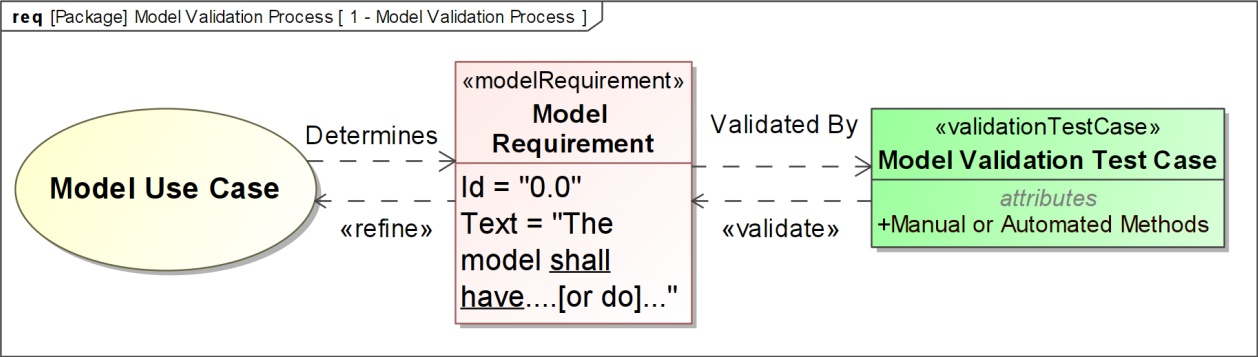 req [Package] Model Validation Process [ 1 - Model Validation Process ]
Model Use Case
Determines
«refine»
«modelRequirement»
Model
Requirement
Id = "0.0"
Text = "The
model shall
have....[or do]..."
Validated By
«validate»
«validationTestCase»
Model Validation Test Case
attributes
+Manual or Automated Methods